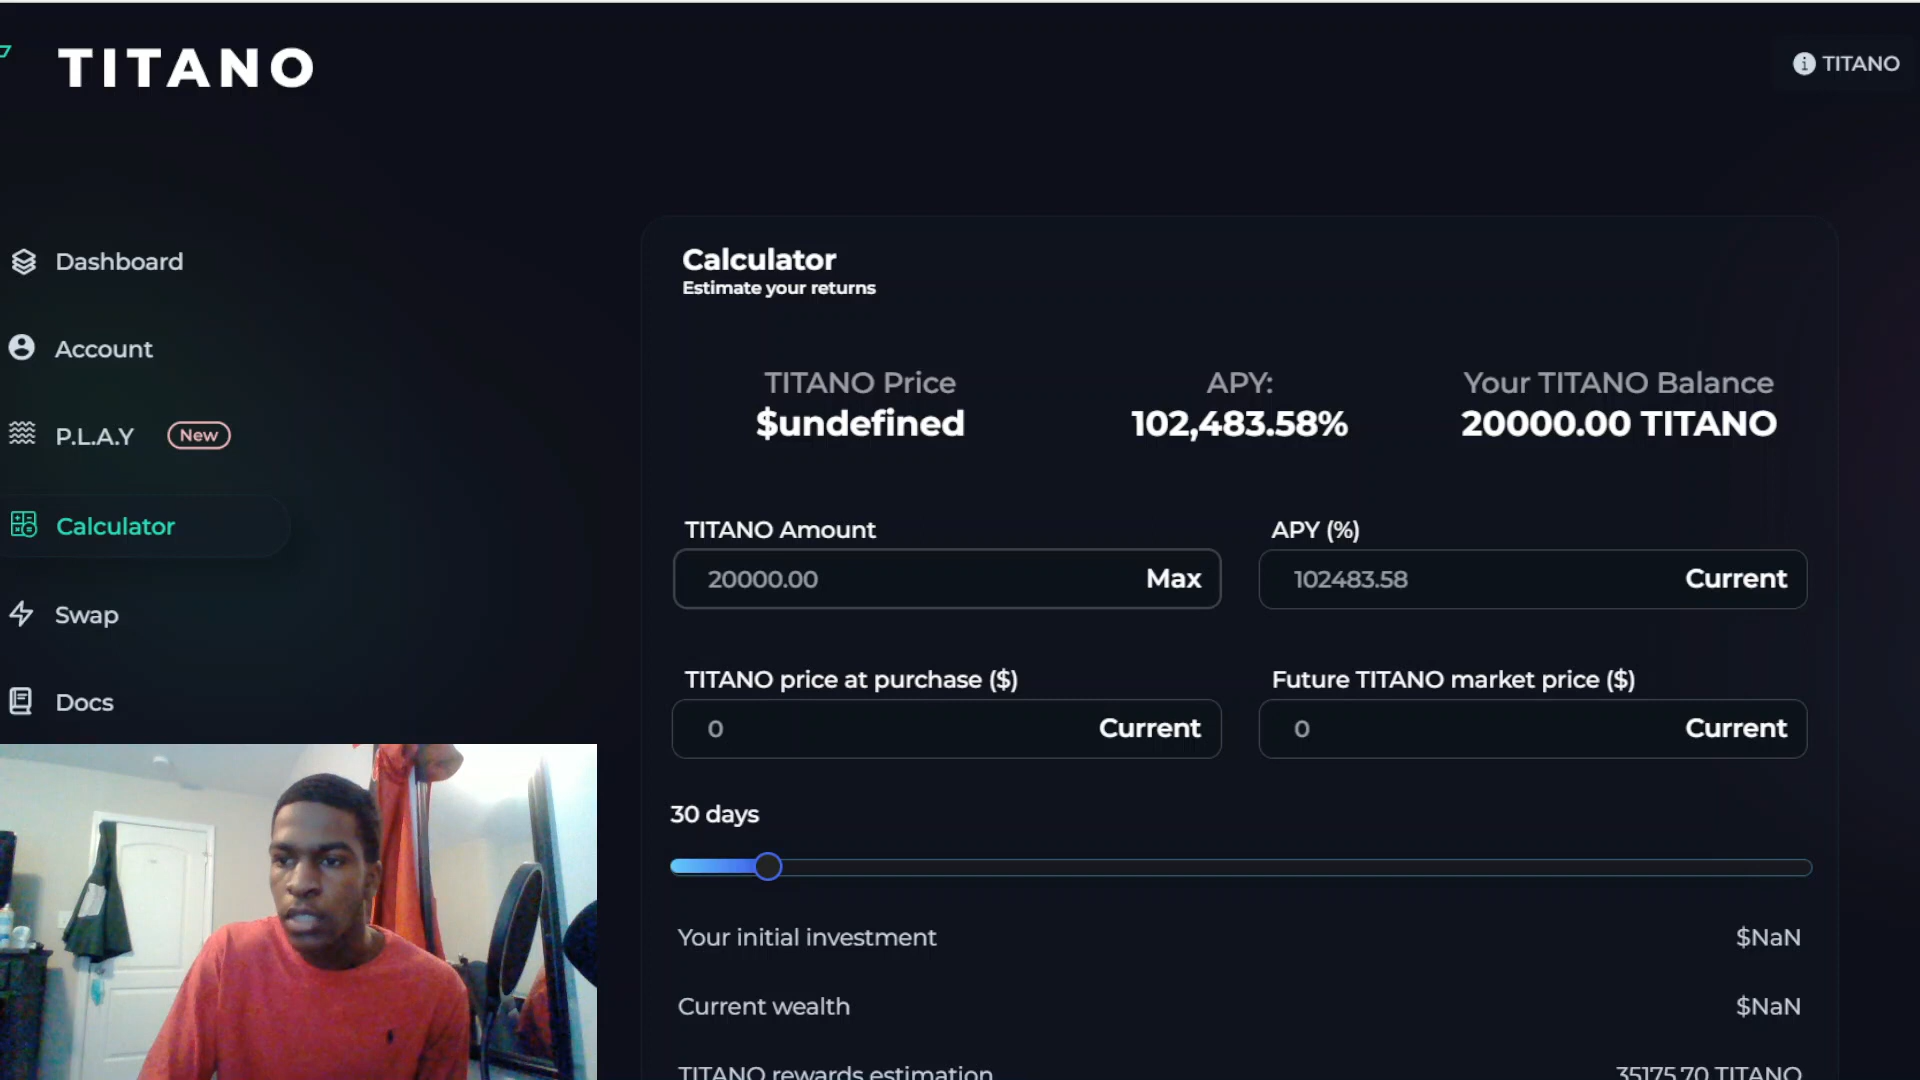 TITANO
TITANO
Dashboard
Account
P.L.A.Y New
Calculator
Swap
Docs
Calculator
Estimate your returns
TITANO Price
$undefined
APY:
102,483.58%
Your TITANO Balance
20000.00 TITANO
TITANO Amount
20000.00 Max
APY (%)
102483.58 Current
TITANO price at purchase ($)
0 Current
Future TITANO market price ($)
0 Current
30 days
Your initial investment $NaN
Current wealth $NaN
TITANO rewards estimation 35175.70 TITANO